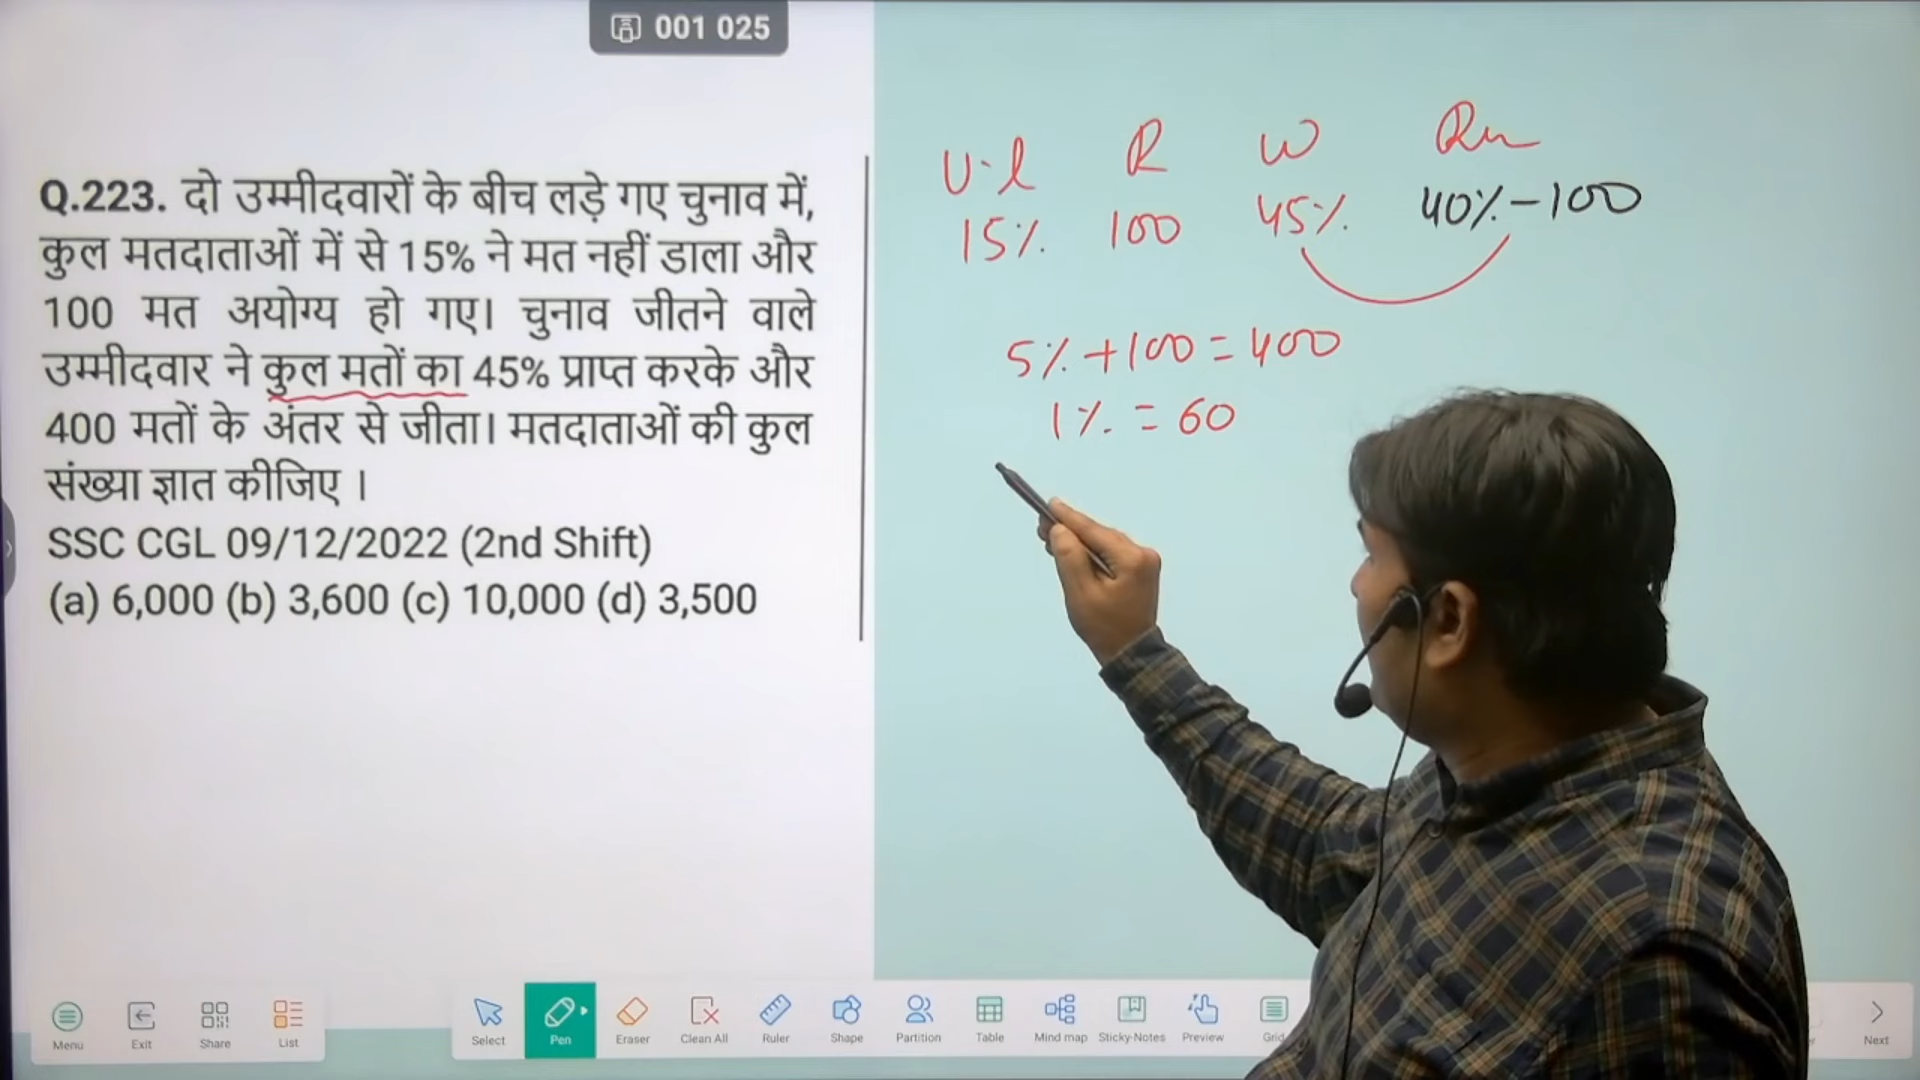 001 025
Q.223. दो उम्मीदवारों के बीच लड़े गए चुनाव में,
कुल मतदाताओं में से 15% ने मत नहीं डाला और
100 मत अयोग्य हो गए। चुनाव जीतने वाले
उम्मीदवार ने कुल मतों का 45% प्राप्त करके और
400 मतों के अंतर से जीता। मतदाताओं की कुल
संख्या ज्ञात कीजिए ।
SSC CGL 09/12/2022 (2nd Shift)
(a) 6,000 (b) 3,600 (c) 10,000 (d) 3,500
R W
15% 100 45% 40%-100
5%+100=400
1% = 60
Menu Exit Share List Select Pen Eraser Clean All Ruler Shape Partition Table Mind map Sticky-Notes Preview Grid Next